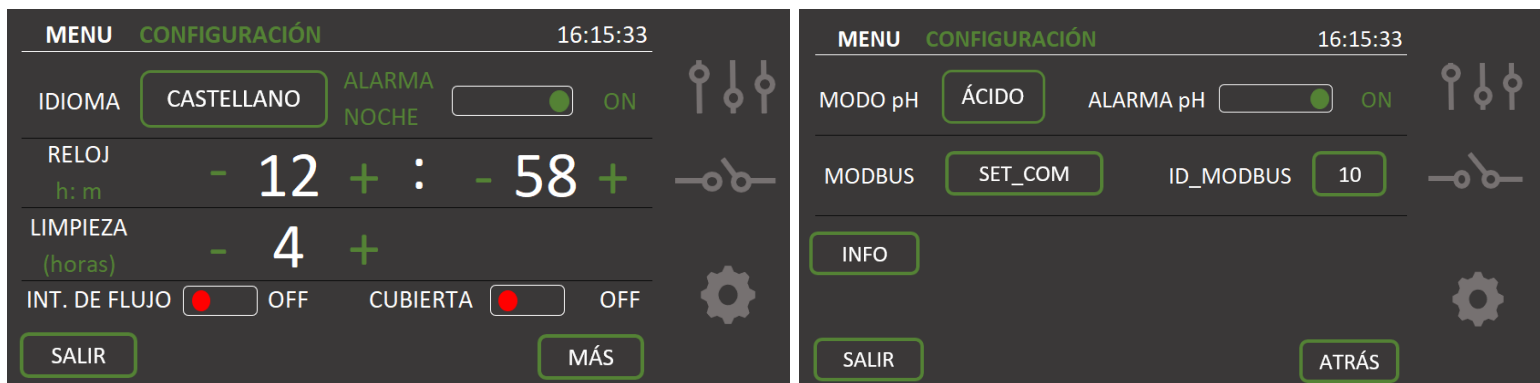 MENU CONFIGURACIÓN 16:15:33
IDIOMA CASTELLANO ALARMA NOCHE ON
RELOJ
h: m - 12 + : - 58 +
LIMPIEZA
(horas) - 4 +
INT. DE FLUJO OFF CUBIERTA OFF
SALIR MÁS
MENU CONFIGURACIÓN 16:15:33
MODO pH ÁCIDO ALARMA pH ON
MODBUS SET_COM ID_MODBUS 10
INFO
SALIR ATRÁS